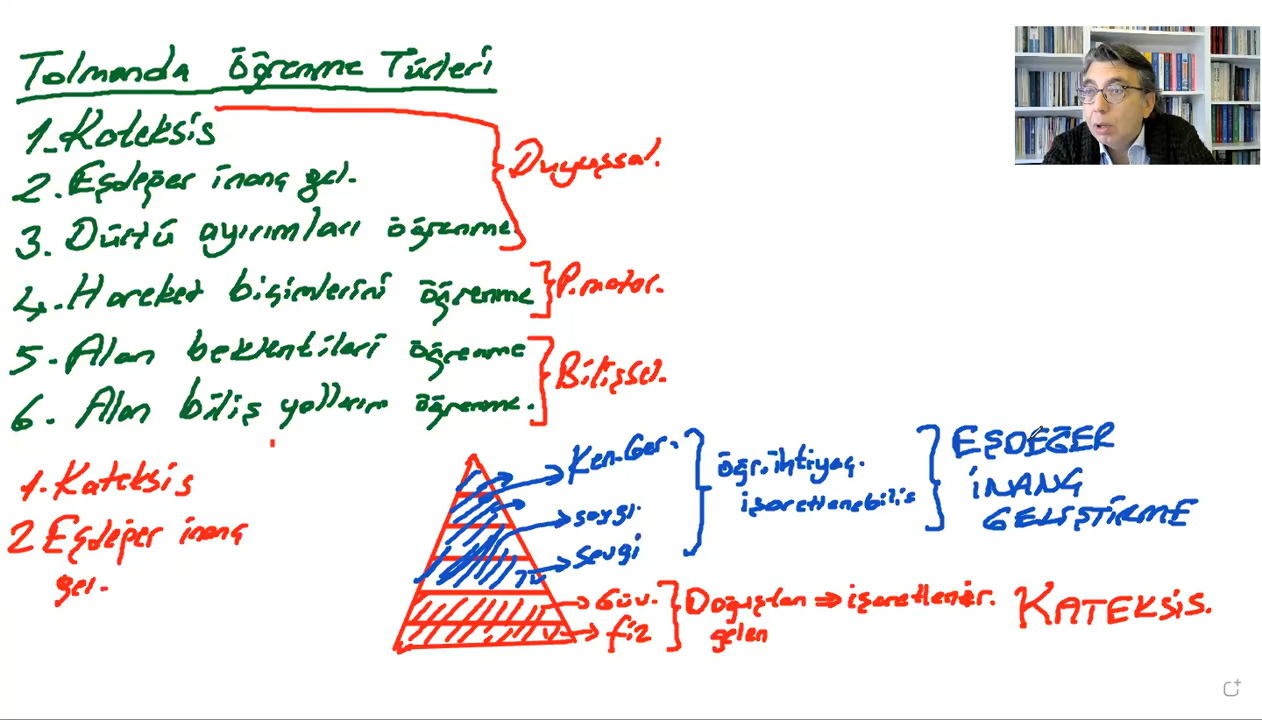 Tolmanda öğrenme Türleri
1. Kateksis
2. Eşdeğer inanç gel.
3. Dürtü ayırımları öğrenme.
Duyuşsal.
4. Hareket biçimlerini öğrenme
P.motor.
5. Alan beklentileri öğrenme
6. Alan biliş yollarını öğrenme.
Bilişsel.
1. Kateksis
2 Eşdeğer inanç
gel.
Ken.Ger.
saygı.
sevgi
Güv.
fiz
öğr.ihtiyaç.
işaretlenebilir
EŞDEĞER
İNANÇ
GELİŞTİRME
Doğuştan ⇒ işaretlenir.
gelen
KATEKSİS.